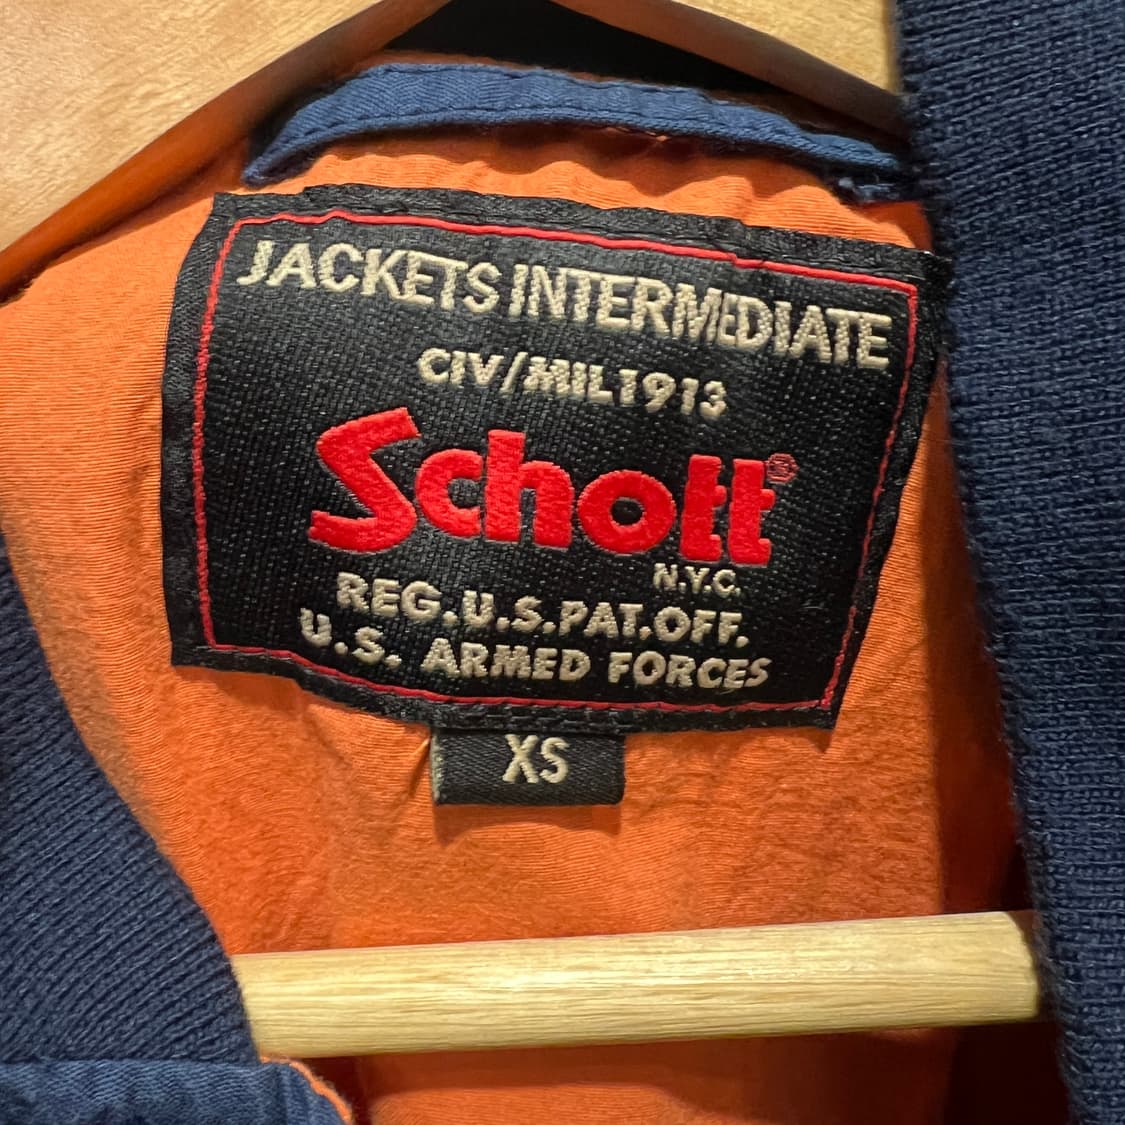 JACKETS INTERMEDIATE
CIV/MIL1913
Schott®
N.Y.C.
REG.U.S.PAT.OFF.
U.S. ARMED FORCES
XS